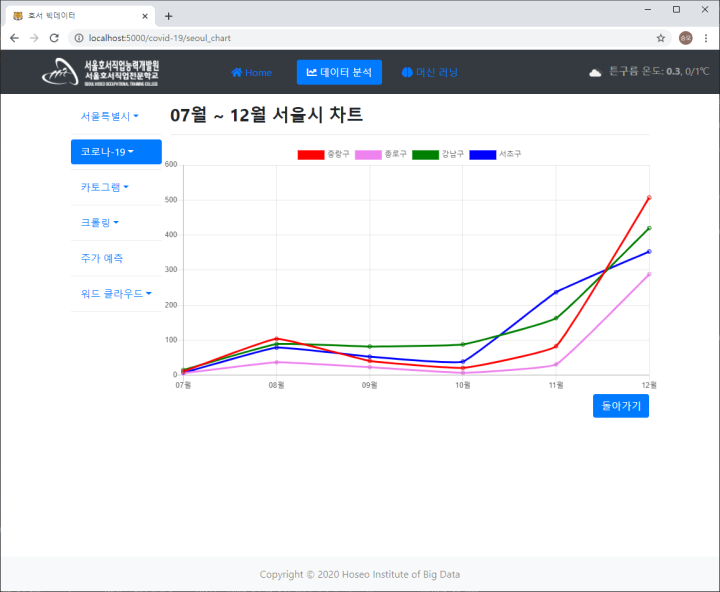 호서 빅데이터
localhost:5000/covid-19/seoul_chart
서울호서직업능력개발원
서울호서직업전문학교
SEOUL HOSEO OCCUPATIONAL TRAINING COLLEGE
Home
데이터 분석
머신 러닝
튼구름 온도: 0.3, 0/1℃
서울특별시
코로나-19
카토그램
크롤링
주가 예측
워드 클라우드
07월 ~ 12월 서울시 차트
중랑구 종로구 강남구 서초구
600
500
400
300
200
100
0
07월 08월 09월 10월 11월 12월
돌아가기
Copyright © 2020 Hoseo Institute of Big Data